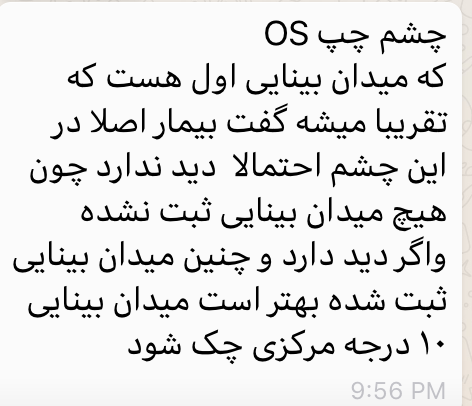 چشم چپ OS
که میدان بینایی اول هست که
تقریبا میشه گفت بیمار اصلا در
این چشم احتمالا دید ندارد چون
هیچ میدان بینایی ثبت نشده
واگر دید دارد و چنین میدان بینایی
ثبت شده بهتر است میدان بینایی
۱۰ درجه مرکزی چک شود
9:56 PM